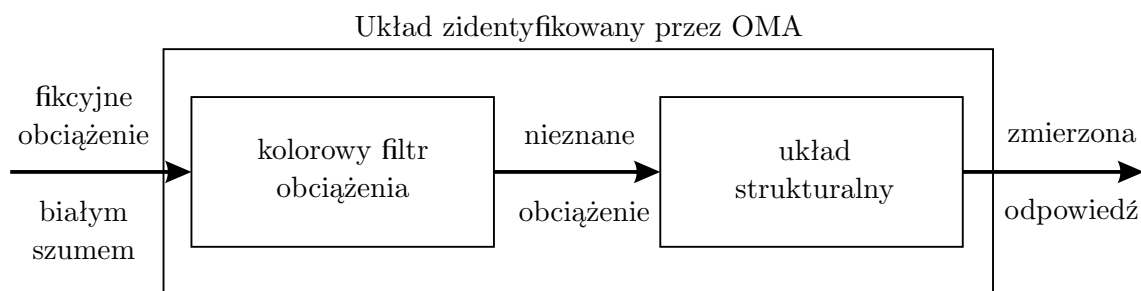 Układ zidentyfikowany przez OMA
fikcyjne
obciążenie
białym
szumem
kolorowy filtr
obciążenia
nieznane
obciążenie
układ
strukturalny
zmierzona
odpowiedź